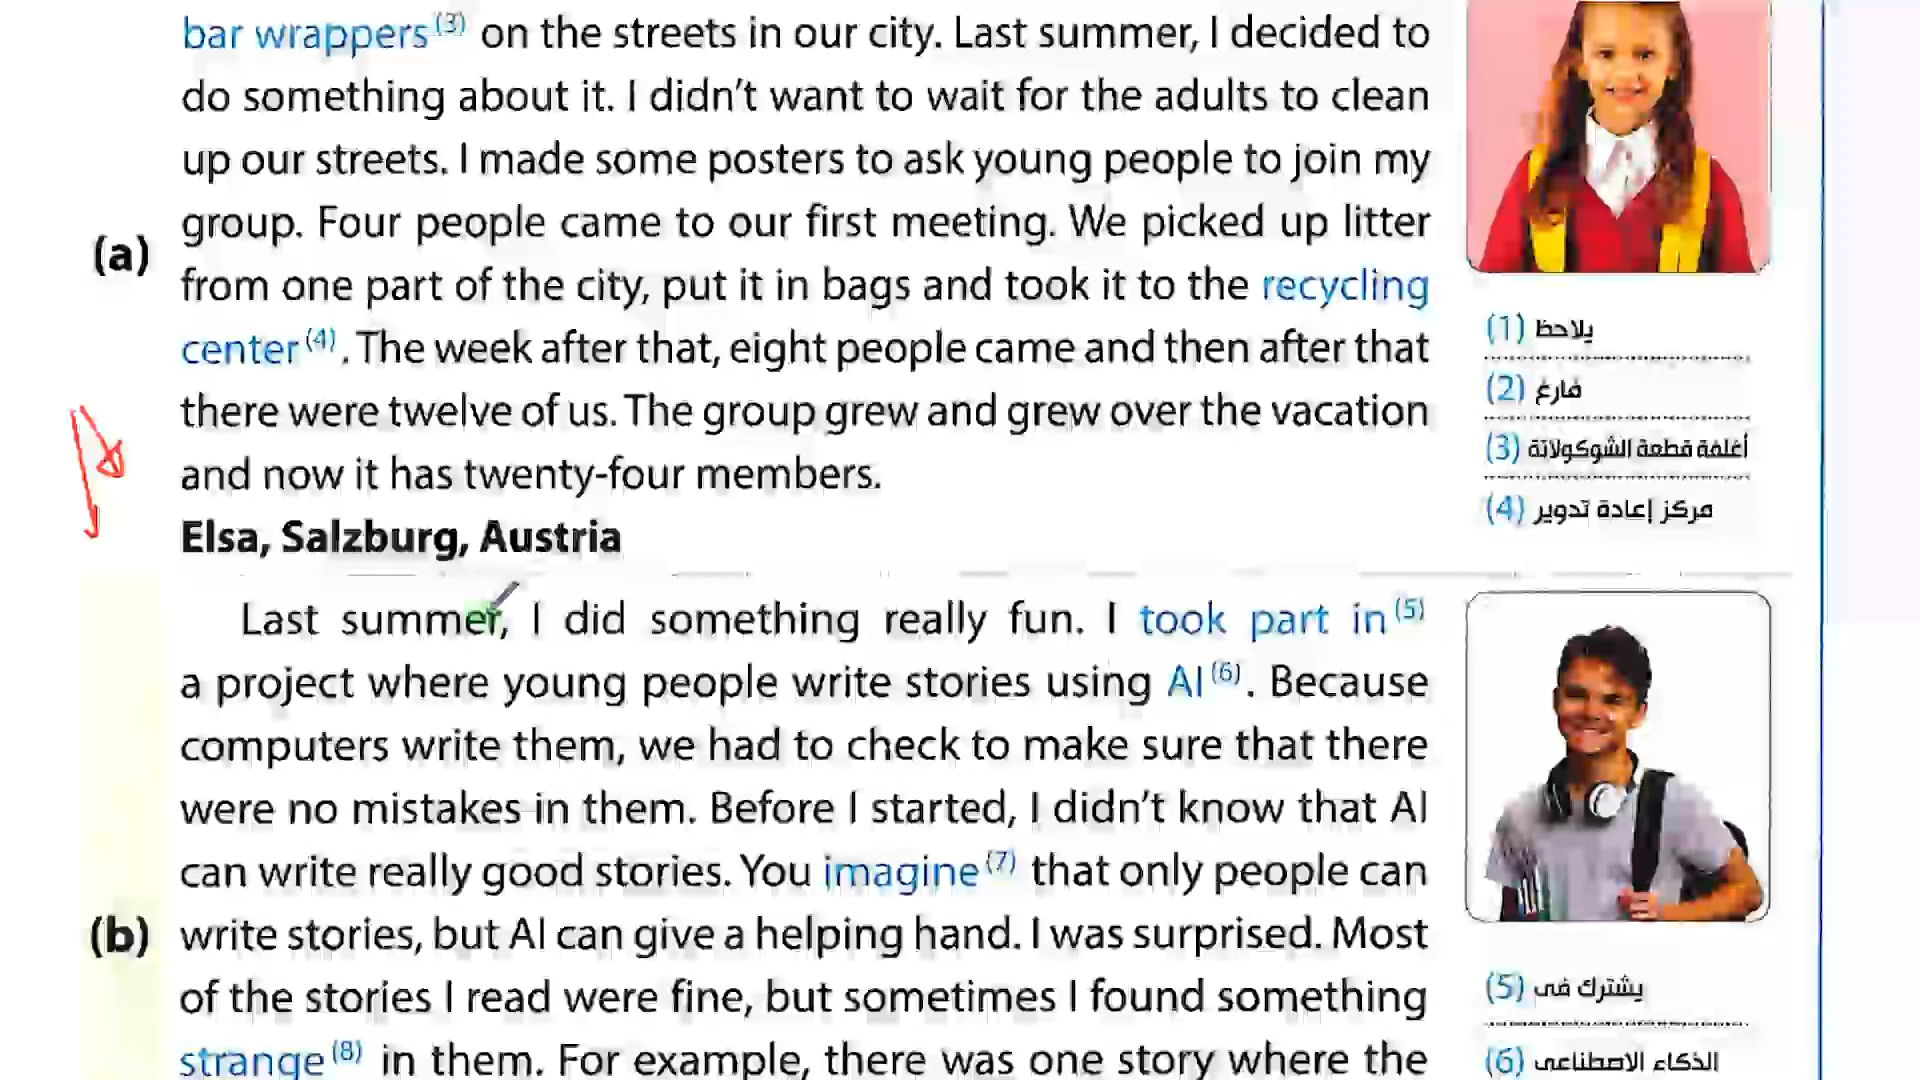 bar wrappers(3) on the streets in our city. Last summer, I decided to
do something about it. I didn't want to wait for the adults to clean
up our streets. I made some posters to ask young people to join my
group. Four people came to our first meeting. We picked up litter
(a)
from one part of the city, put it in bags and took it to the recycling
center(4). The week after that, eight people came and then after that
there were twelve of us. The group grew and grew over the vacation
and now it has twenty-four members.
Elsa, Salzburg, Austria
(1) يلاحظ
(2) فارغ
(3) أغلفة قطعة الشوكولاتة
(4) مركز إعادة تدوير
Last summer, I did something really fun. I took part in(5)
a project where young people write stories using AI(6). Because
computers write them, we had to check to make sure that there
were no mistakes in them. Before I started, I didn't know that AI
can write really good stories. You imagine(7) that only people can
(b) write stories, but AI can give a helping hand. I was surprised. Most
of the stories I read were fine, but sometimes I found something
strange(8) in them. For example, there was one story where the
(5) يشترك فى
(6) الذكاء الاصطناعى